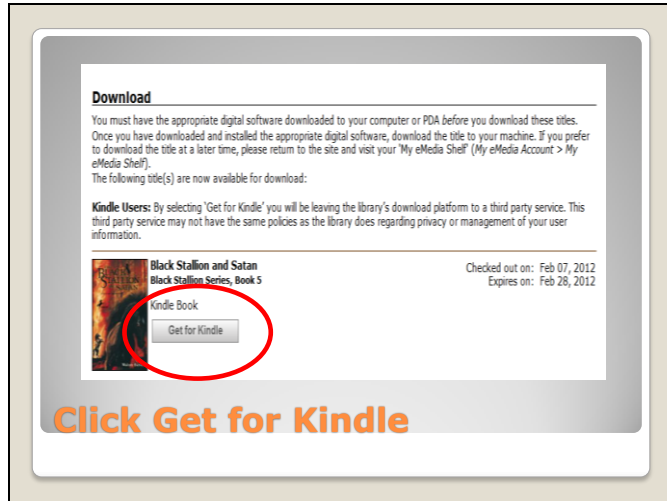 Download
You must have the appropriate digital software downloaded to your computer or PDA before you download these titles.
Once you have downloaded and installed the appropriate digital software, download the title to your machine. If you prefer
to download the title at a later time, please return to the site and visit your 'My eMedia Shelf' (My eMedia Account > My
eMedia Shelf).
The following title(s) are now available for download:
Kindle Users: By selecting 'Get for Kindle' you will be leaving the library's download platform to a third party service. This
third party service may not have the same policies as the library does regarding privacy or management of your user
information.
Black Stallion and Satan
Black Stallion Series, Book 5
Kindle Book
Get for Kindle
Checked out on: Feb 07, 2012
Expires on: Feb 28, 2012
Click Get for Kindle